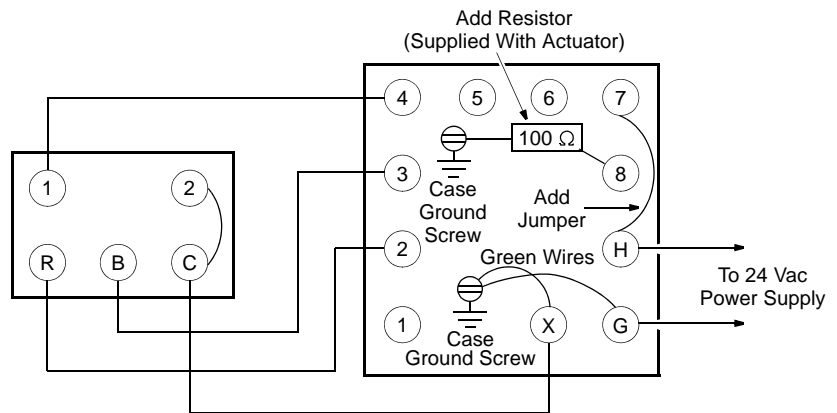 Add Resistor
(Supplied With Actuator)
4
5
6
7
100 Ω
1
2
3
8
Case
Ground
Screw
Add
Jumper
R
B
C
2
Green Wires
H
To 24 Vac
Power Supply
1
Case
Ground Screw
X
G